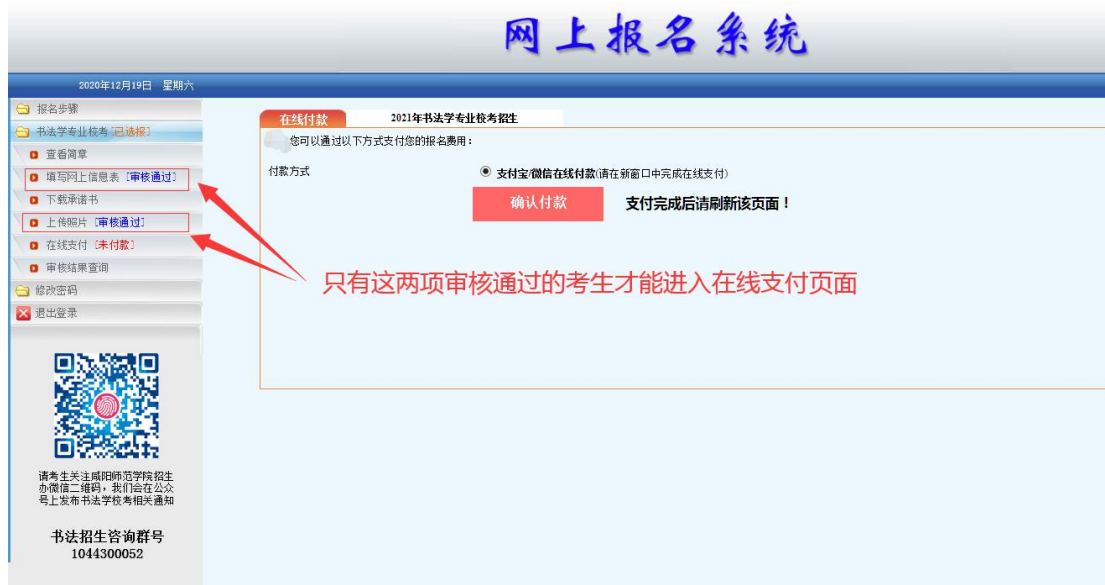 网上报名系统
2020年12月19日 星期六
报名步骤
书法学专业校考[已选报]
查看简章
填写网上信息表 [审核通过]
下载承诺书
上传照片 [审核通过]
在线支付 [未付款]
审核结果查询
修改密码
退出登录
请考生关注咸阳师范学院招生
办微信二维码，我们会在公众
号上发布书法学校考相关通知
书法招生咨询群号
1044300052
在线付款 2021年书法学专业校考招生
您可以通过以下方式支付您的报名费用：
付款方式 支付宝/微信在线付款(请在新窗口中完成在线支付)
确认付款 支付完成后请刷新该页面！
只有这两项审核通过的考生才能进入在线支付页面